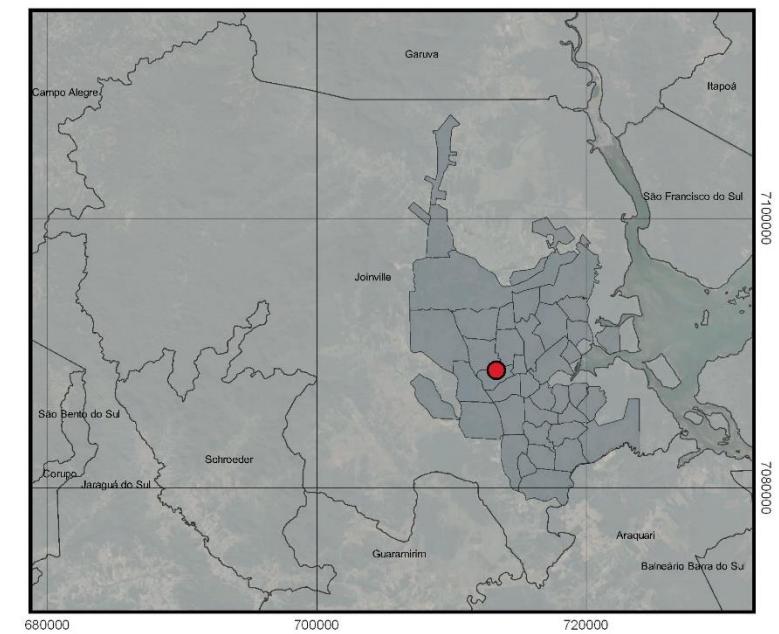 Garuva
Campo Alegre
Itapoá
São Francisco do Sul
7100000
Joinville
São Bento do Sul
Schroeder
Corupá
Jaraguá do Sul
7080000
Araquari
Guaramirim
Balneário Barra do Sul
680000
700000
720000